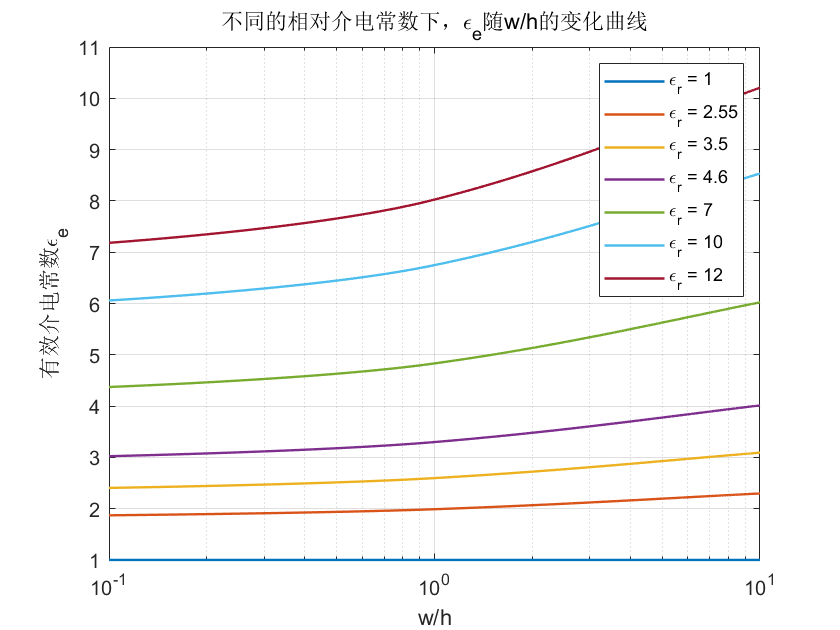 不同的相对介电常数下，ϵe随w/h的变化曲线
有效介电常数ϵe
11
10
9
8
7
6
5
4
3
2
1
ϵr = 1
ϵr = 2.55
ϵr = 3.5
ϵr = 4.6
ϵr = 7
ϵr = 10
ϵr = 12
10-1
100
101
w/h